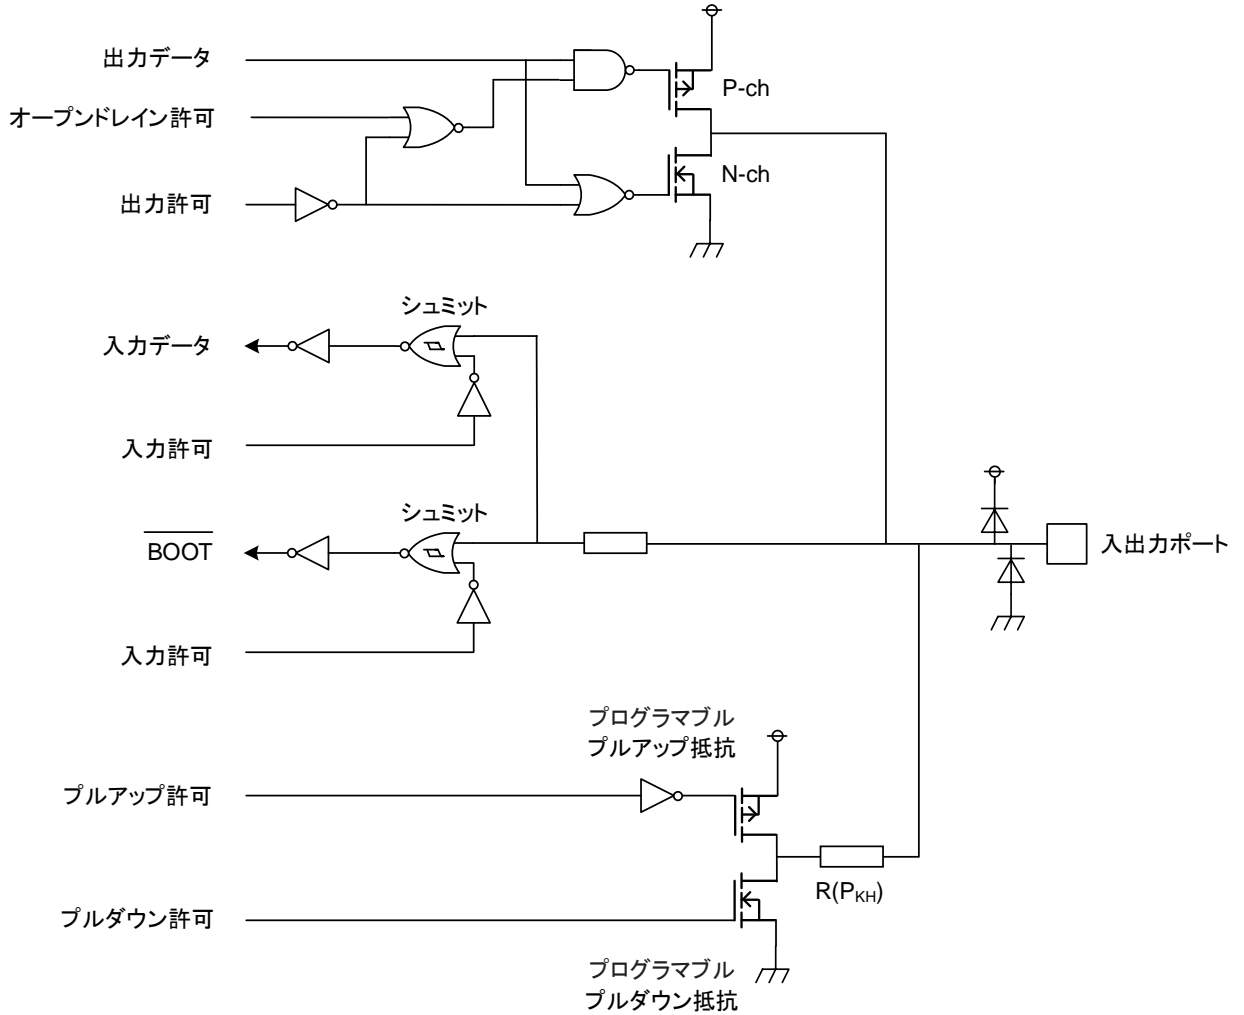 出力データ
オープンドレイン許可
出力許可
P-ch
N-ch
シュミット
入力データ
入力許可
シュミット
BOOT
入力許可
入出力ポート
プログラマブル
プルアップ抵抗
プルアップ許可
R(PKH)
プルダウン許可
プログラマブル
プルダウン抵抗